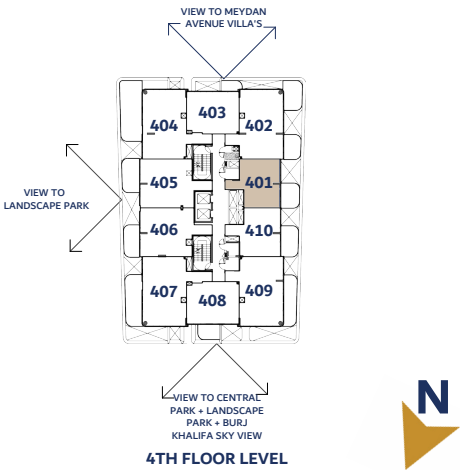 VIEW TO MEYDAN
AVENUE VILLA'S
403
404
402
405
401
VIEW TO
LANDSCAPE PARK
406
410
407
408
409
VIEW TO CENTRAL
PARK + LANDSCAPE
PARK + BURJ
KHALIFA SKY VIEW
4TH FLOOR LEVEL
N